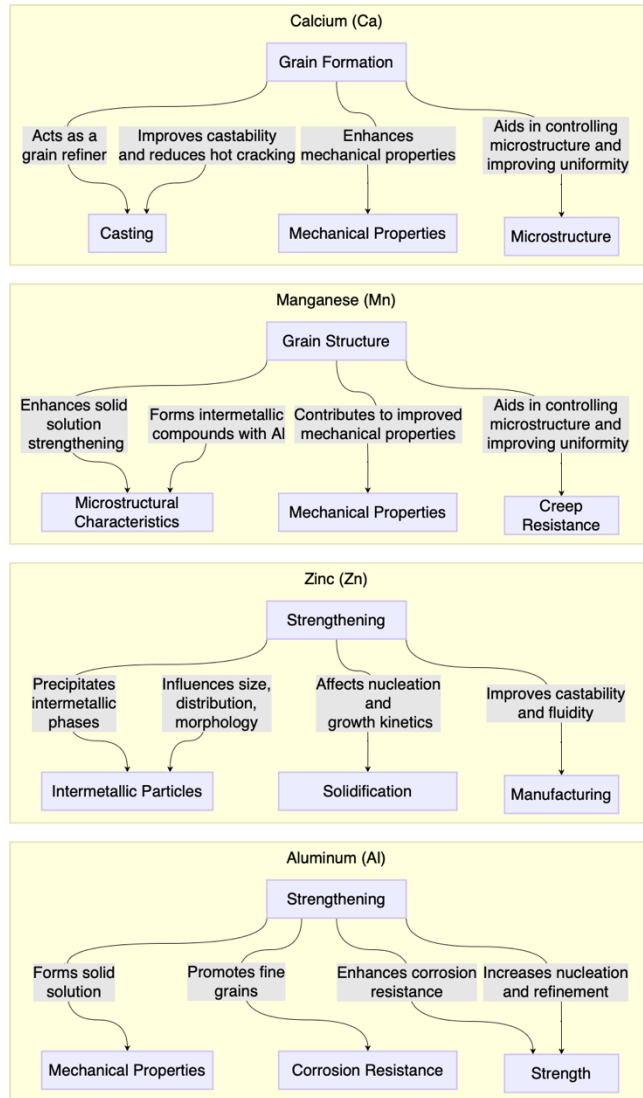 Calcium (Ca)
Grain Formation
Acts as a
grain refiner
Improves castability
and reduces hot cracking
Enhances
mechanical properties
Aids in controlling
microstructure and
improving uniformity
Casting
Mechanical Properties
Microstructure
Manganese (Mn)
Grain Structure
Enhances solid
solution
strengthening
Forms intermetallic
compounds with Al
Contributes to improved
mechanical properties
Aids in controlling
microstructure and
improving uniformity
Microstructural
Characteristics
Mechanical Properties
Creep
Resistance
Zinc (Zn)
Strengthening
Precipitates
intermetallic
phases
Influences size,
distribution,
morphology
Affects nucleation
and
growth kinetics
Improves castability
and fluidity
Intermetallic Particles
Solidification
Manufacturing
Aluminum (Al)
Strengthening
Forms solid
solution
Promotes fine
grains
Enhances corrosion
resistance
Increases nucleation
and refinement
Mechanical Properties
Corrosion Resistance
Strength